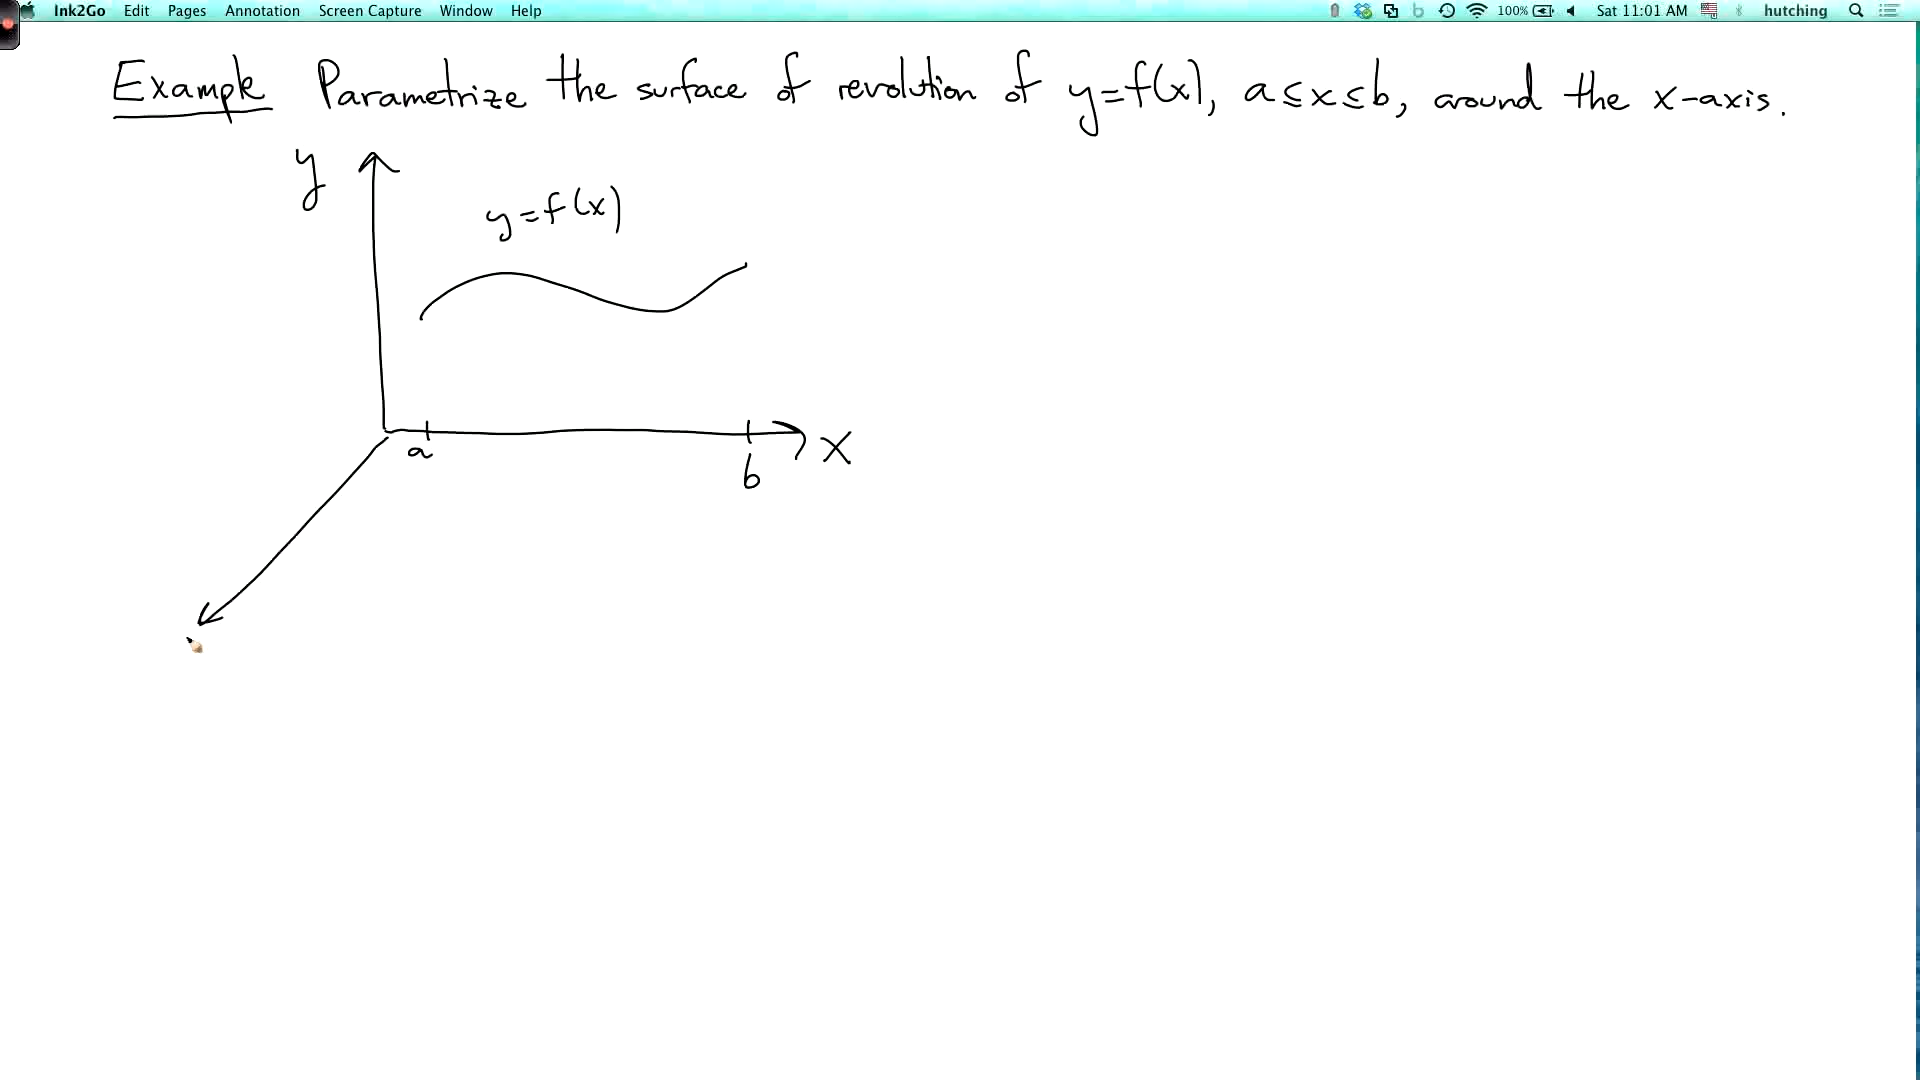 Ink2Go Edit Pages Annotation Screen Capture Window Help 100% Sat 11:01 AM hutching
Example Parametrize the surface of revolution of y=f(x), a≤x≤b, around the x-axis.
y
y=f(x)
a
b
x